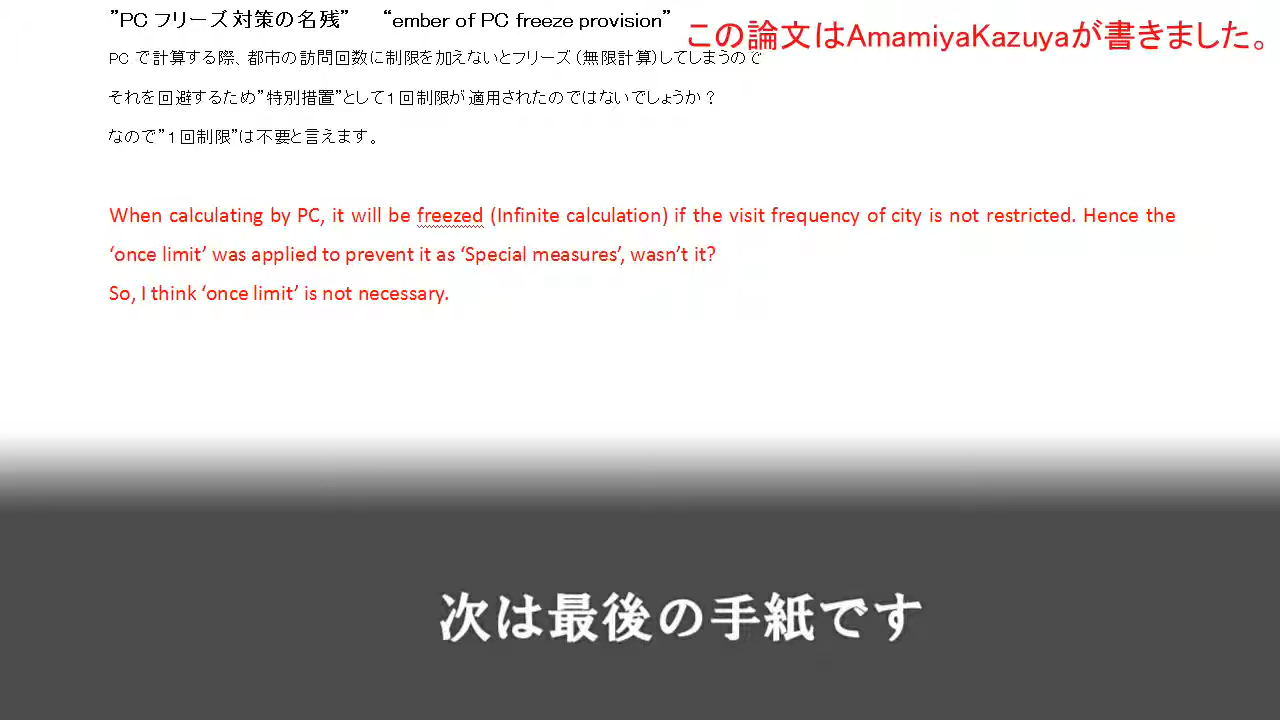 ”PCフリーズ対策の名残”　“ember of PC freeze provision”
この論文はAmamiyaKazuyaが書きました。
PCで計算する際、都市の訪問回数に制限を加えないとフリーズ（無限計算）してしまうので
それを回避するため”特別措置”として1回制限が適用されたのではないでしょうか？
なので”1回制限”は不要と言えます。
When calculating by PC, it will be freezed (Infinite calculation) if the visit frequency of city is not restricted. Hence the
‘once limit’ was applied to prevent it as ‘Special measures’, wasn’t it?
So, I think ‘once limit’ is not necessary.
次は最後の手紙です